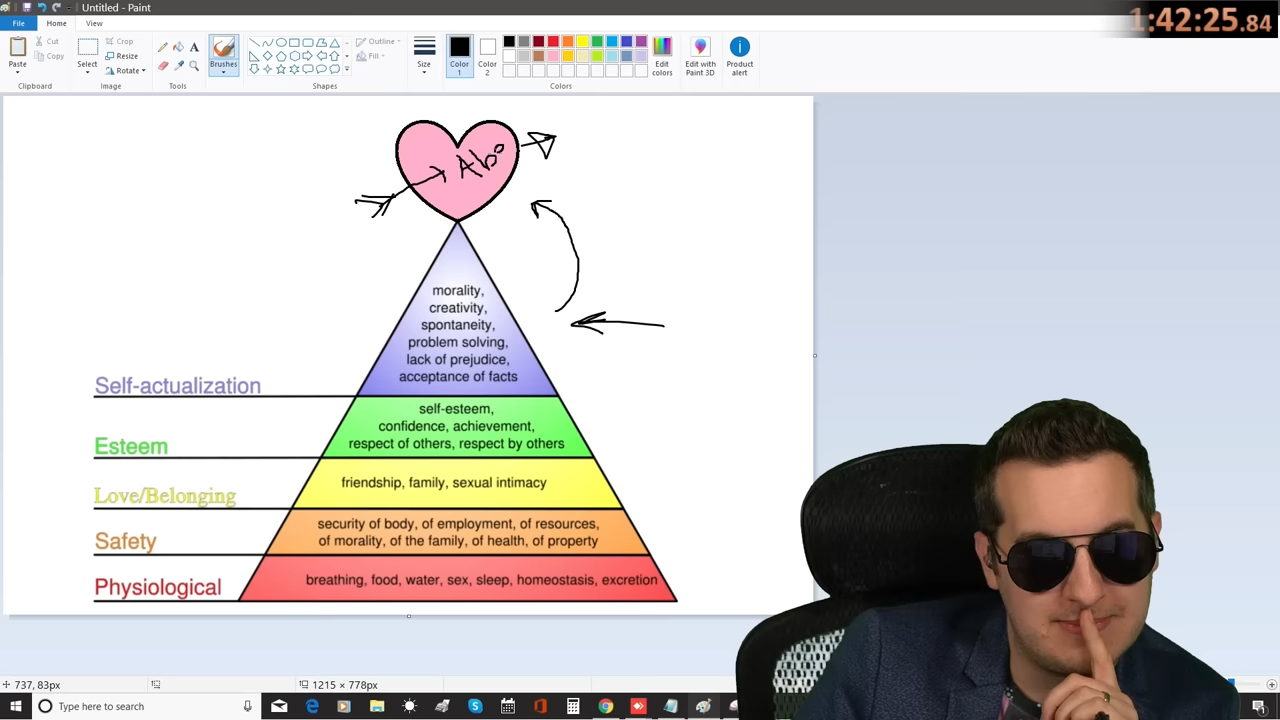 Untitled - Paint
1:42:25.84
File Home View
Paste
Cut
Copy
Clipboard
Select
Crop
Resize
Rotate
Image
Tools
Brushes
Shapes
Outline
Fill
Size
Color 1
Color 2
Edit colors
Colors
Edit with Paint 3D
Product alert
Abo
morality,
creativity,
spontaneity,
problem solving,
lack of prejudice,
acceptance of facts
Self-actualization
self-esteem,
confidence, achievement,
respect of others, respect by others
Esteem
friendship, family, sexual intimacy
Love/Belonging
security of body, of employment, of resources,
of morality, of the family, of health, of property
Safety
breathing, food, water, sex, sleep, homeostasis, excretion
Physiological
737, 83px
1215 × 778px
Type here to search